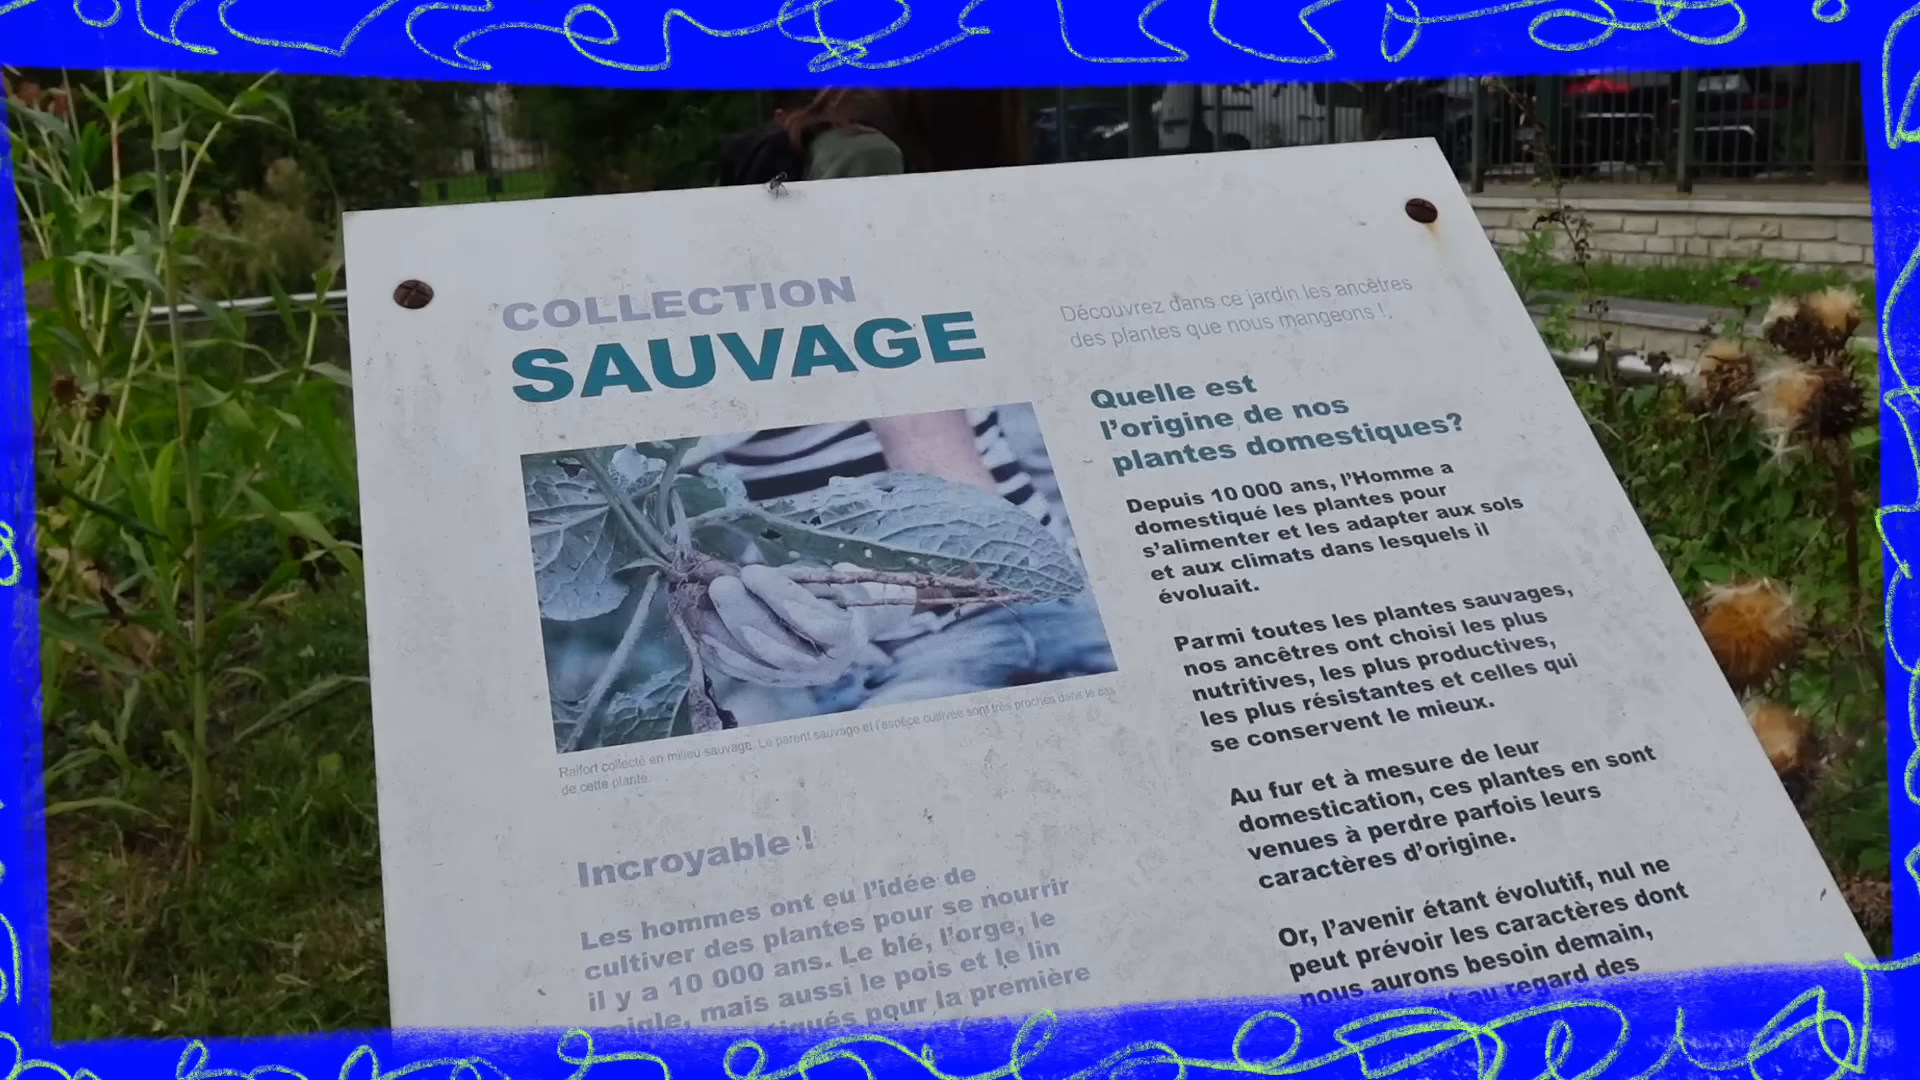 COLLECTION
SAUVAGE
Raifort collecté en milieu sauvage. Le parent sauvage et l'espèce cultivée sont très proches dans le cas
de cette plante.
Incroyable !
Les hommes ont eu l'idée de
cultiver des plantes pour se nourrir
il y a 10 000 ans. Le blé, l'orge, le
mais aussi le pois et le lin
pour la première
Découvrez dans ce jardin les ancêtres
des plantes que nous mangeons !
Quelle est
l'origine de nos
plantes domestiques?
Depuis 10 000 ans, l'Homme a
domestiqué les plantes pour
s'alimenter et les adapter aux sols
et aux climats dans lesquels il
évoluait.
Parmi toutes les plantes sauvages,
nos ancêtres ont choisi les plus
nutritives, les plus productives,
les plus résistantes et celles qui
se conservent le mieux.
Au fur et à mesure de leur
domestication, ces plantes en sont
venues à perdre parfois leurs
caractères d'origine.
Or, l'avenir étant évolutif, nul ne
peut prévoir les caractères dont
nous aurons besoin demain,
au regard des